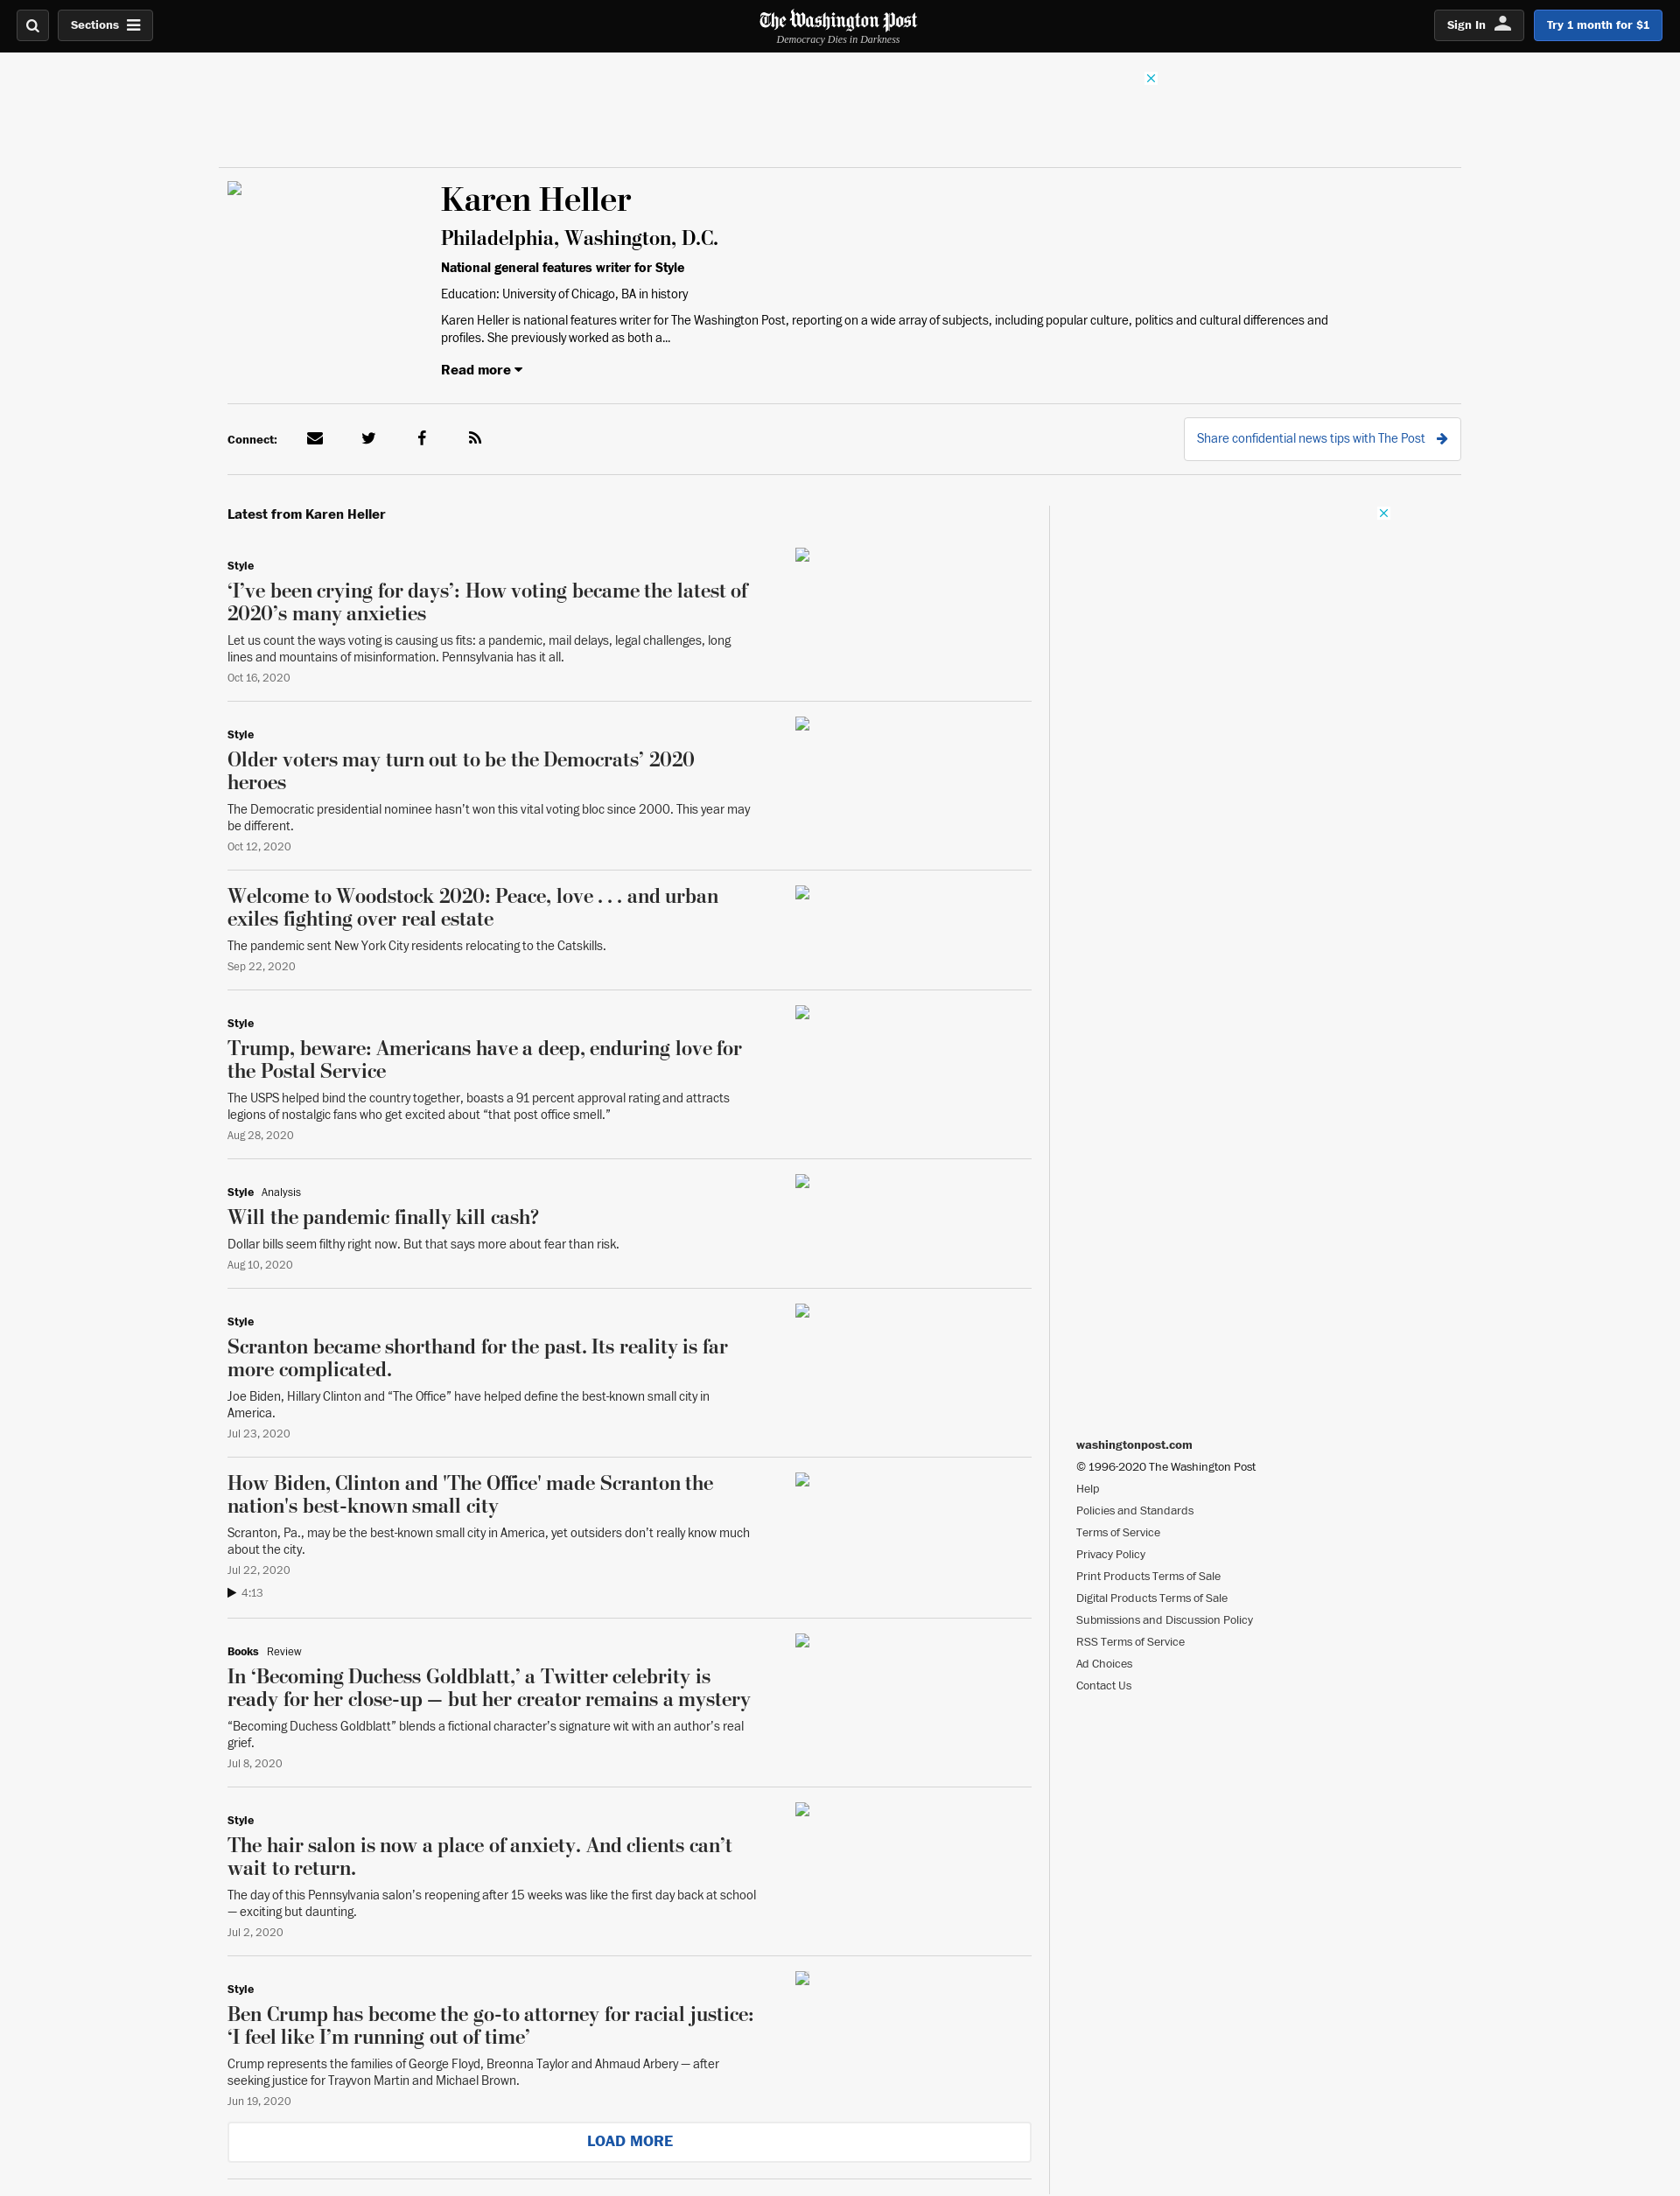 Sections
The Washington Post
Democracy Dies in Darkness
Sign In
Try 1 month for $1
Karen Heller
Philadelphia, Washington, D.C.
National general features writer for Style
Education: University of Chicago, BA in history
Karen Heller is national features writer for The Washington Post, reporting on a wide array of subjects, including popular culture, politics and cultural differences and
profiles. She previously worked as both a...
Read more
Connect:
Share confidential news tips with The Post
Latest from Karen Heller
Style
‘I’ve been crying for days’: How voting became the latest of
2020’s many anxieties
Let us count the ways voting is causing us fits: a pandemic, mail delays, legal challenges, long
lines and mountains of misinformation. Pennsylvania has it all.
Oct 16, 2020
Style
Older voters may turn out to be the Democrats’ 2020
heroes
The Democratic presidential nominee hasn’t won this vital voting bloc since 2000. This year may
be different.
Oct 12, 2020
Welcome to Woodstock 2020: Peace, love . . . and urban
exiles fighting over real estate
The pandemic sent New York City residents relocating to the Catskills.
Sep 22, 2020
Style
Trump, beware: Americans have a deep, enduring love for
the Postal Service
The USPS helped bind the country together, boasts a 91 percent approval rating and attracts
legions of nostalgic fans who get excited about “that post office smell.”
Aug 28, 2020
Style Analysis
Will the pandemic finally kill cash?
Dollar bills seem filthy right now. But that says more about fear than risk.
Aug 10, 2020
Style
Scranton became shorthand for the past. Its reality is far
more complicated.
Joe Biden, Hillary Clinton and “The Office” have helped define the best-known small city in
America.
Jul 23, 2020
How Biden, Clinton and 'The Office' made Scranton the
nation's best-known small city
Scranton, Pa., may be the best-known small city in America, yet outsiders don’t really know much
about the city.
Jul 22, 2020
4:13
Books Review
In ‘Becoming Duchess Goldblatt,’ a Twitter celebrity is
ready for her close-up — but her creator remains a mystery
“Becoming Duchess Goldblatt” blends a fictional character’s signature wit with an author’s real
grief.
Jul 8, 2020
Style
The hair salon is now a place of anxiety. And clients can’t
wait to return.
The day of this Pennsylvania salon’s reopening after 15 weeks was like the first day back at school
— exciting but daunting.
Jul 2, 2020
Style
Ben Crump has become the go-to attorney for racial justice:
‘I feel like I’m running out of time’
Crump represents the families of George Floyd, Breonna Taylor and Ahmaud Arbery — after
seeking justice for Trayvon Martin and Michael Brown.
Jun 19, 2020
LOAD MORE
washingtonpost.com
© 1996-2020 The Washington Post
Help
Policies and Standards
Terms of Service
Privacy Policy
Print Products Terms of Sale
Digital Products Terms of Sale
Submissions and Discussion Policy
RSS Terms of Service
Ad Choices
Contact Us